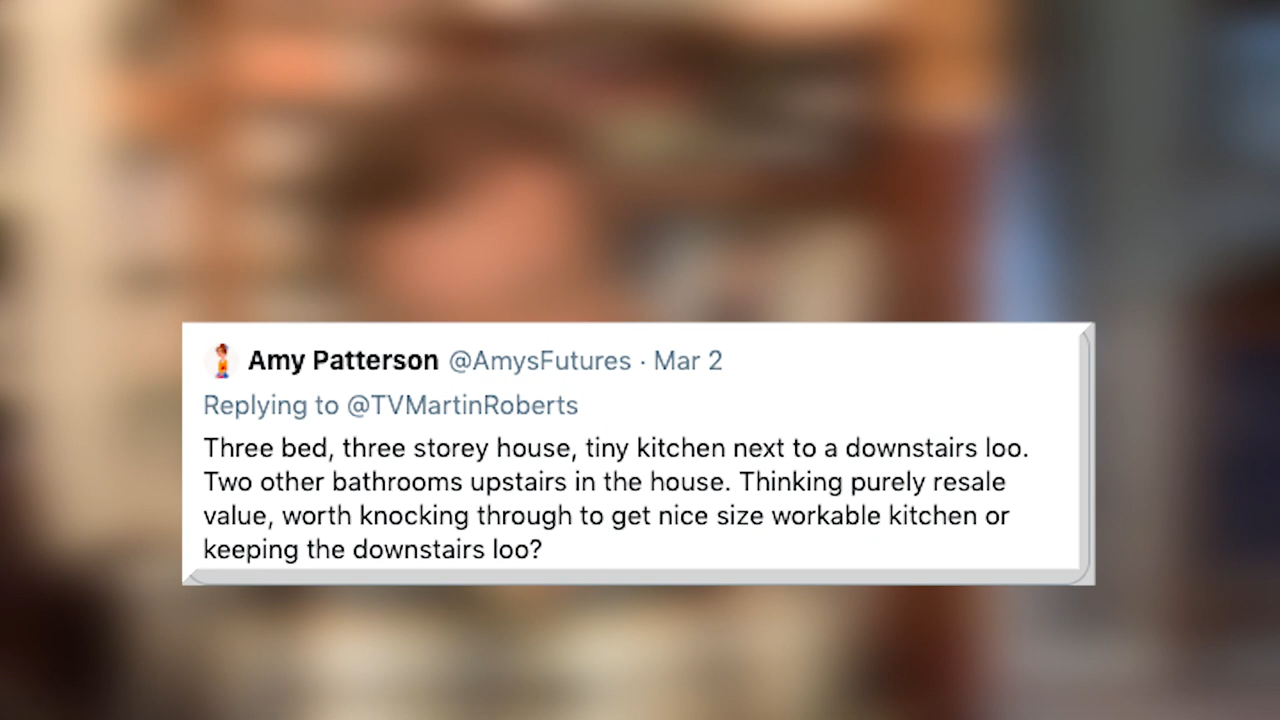 Amy Patterson @AmysFutures · Mar 2
Replying to @TVMartinRoberts
Three bed, three storey house, tiny kitchen next to a downstairs loo.
Two other bathrooms upstairs in the house. Thinking purely resale
value, worth knocking through to get nice size workable kitchen or
keeping the downstairs loo?